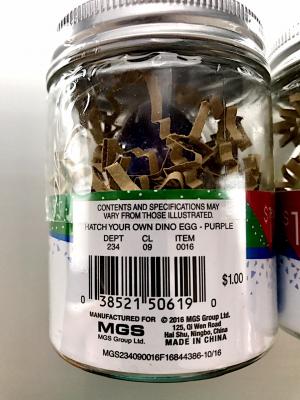 CONTENTS AND SPECIFICATIONS MAY
VARY FROM THOSE ILLUSTRATED.
HATCH YOUR OWN DINO EGG - PURPLE
DEPT CL ITEM
234 09 0016
$1.00
0 38521 50619 0
MANUFACTURED FOR
MGS
MGS Group Ltd.
© 2016 MGS Group Ltd.
125, Qi Wen Road
Hai Shu, Ningbo, China
MADE IN CHINA
MGS234090016F16844386-10/16